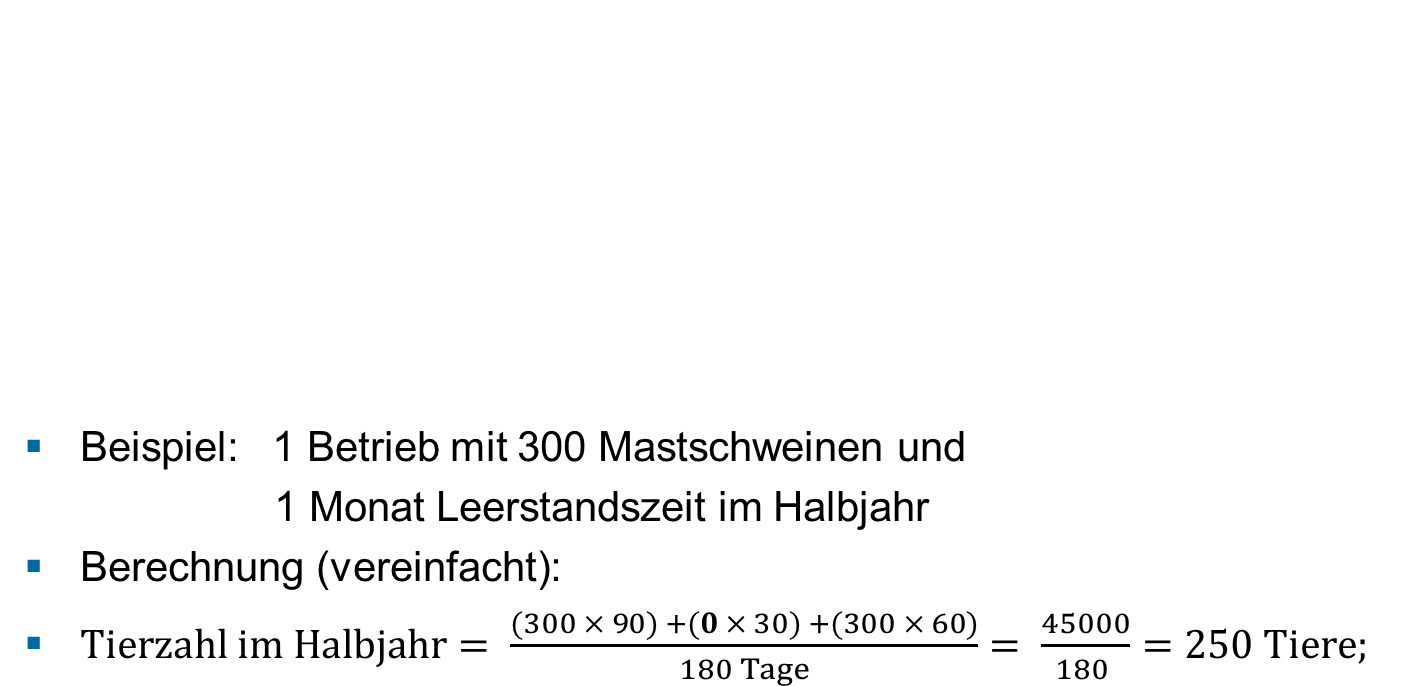 ▪ Beispiel: 1 Betrieb mit 300 Mastschweinen und
1 Monat Leerstandszeit im Halbjahr
▪ Berechnung (vereinfacht):
▪ Tierzahl im Halbjahr = ((300 × 90) +(0 × 30) +(300 × 60))/(180 Tage) = 45000/180 = 250 Tiere;